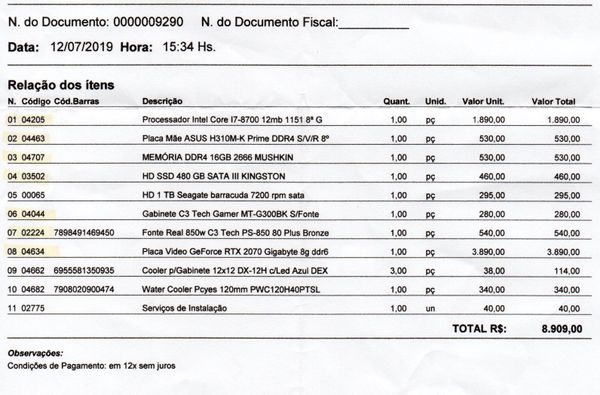 N. do Documento: 0000009290 N. do Documento Fiscal:__________
Data: 12/07/2019 Hora: 15:34 Hs.
Relação dos ítens
N. Código Cód.Barras Descrição Quant. Unid. Valor Unit. Valor Total
01 04205 Processador Intel Core I7-8700 12mb 1151 8ª G 1,00 pç 1.890,00 1.890,00
02 04463 Placa Mãe ASUS H310M-K Prime DDR4 S/V/R 8º 1,00 pç 530,00 530,00
03 04707 MEMÓRIA DDR4 16GB 2666 MUSHKIN 1,00 pç 530,00 530,00
04 03502 HD SSD 480 GB SATA III KINGSTON 1,00 pç 460,00 460,00
05 00065 HD 1 TB Seagate barracuda 7200 rpm sata 1,00 pç 295,00 295,00
06 04044 Gabinete C3 Tech Gamer MT-G300BK S/Fonte 1,00 pç 280,00 280,00
07 02224 7898491469450 Fonte Real 850w C3 Tech PS-850 80 Plus Bronze 1,00 pç 540,00 540,00
08 04634 Placa Video GeForce RTX 2070 Gigabyte 8g ddr6 1,00 pç 3.890,00 3.890,00
09 04662 6955581350935 Cooler p/Gabinete 12x12 DX-12H c/Led Azul DEX 3,00 pç 38,00 114,00
10 04682 7908020900474 Water Cooler Pcyes 120mm PWC120H40PTSL 1,00 pç 340,00 340,00
11 02775 Serviços de Instalação 1,00 un 40,00 40,00
TOTAL R$: 8.909,00
Observações:
Condições de Pagamento: em 12x sem juros